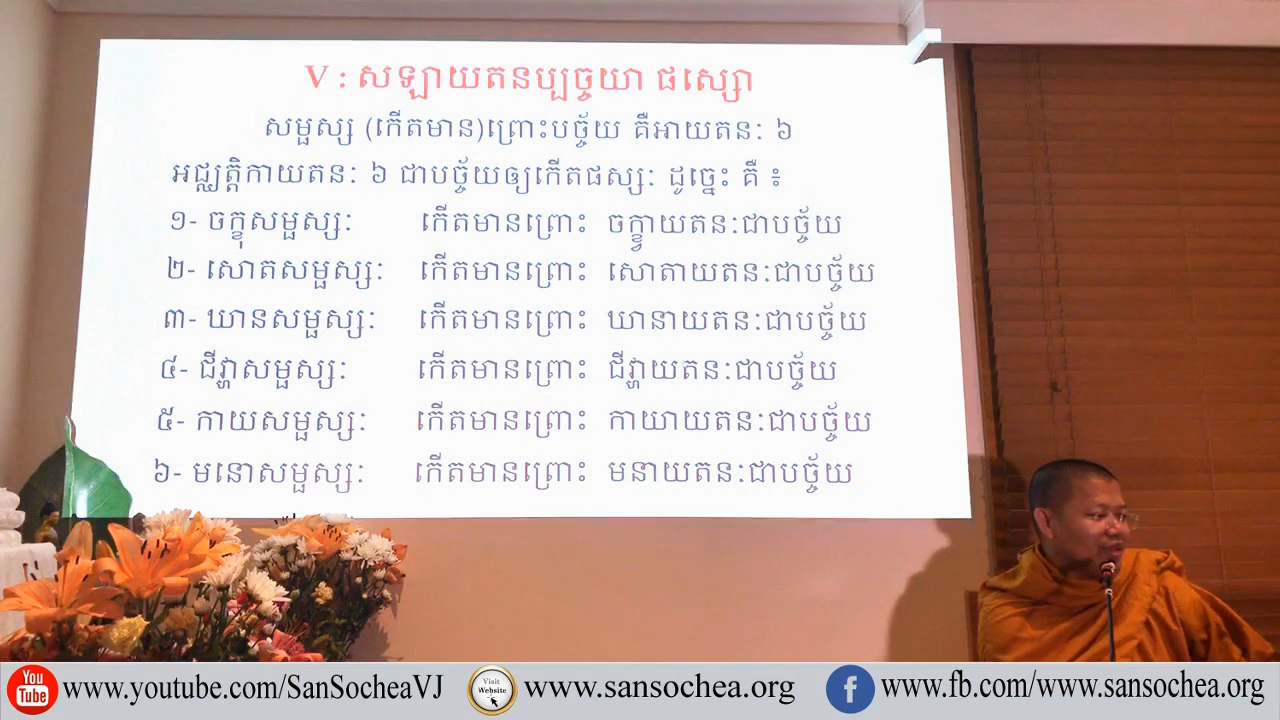 V : សឡាយតនប្បច្ចយា ផស្សោ
សម្ផស្ស (កើតមាន)ព្រោះបច្ច័យ គឺអាយតនៈ ៦
អជ្ឈត្តិកាយតនៈ ៦ ជាបច្ច័យឲ្យកើតផស្សៈ ដូច្នេះ គឺ ៖
១- ចក្ខុសម្ផស្សៈ កើតមានព្រោះ ចក្ខ្វាយតនៈជាបច្ច័យ
២- សោតសម្ផស្សៈ កើតមានព្រោះ សោតាយតនៈជាបច្ច័យ
៣- ឃានសម្ផស្សៈ កើតមានព្រោះ ឃានាយតនៈជាបច្ច័យ
៤- ជីវ្ហាសម្ផស្សៈ កើតមានព្រោះ ជីវ្ហាយតនៈជាបច្ច័យ
៥- កាយសម្ផស្សៈ កើតមានព្រោះ កាយាយតនៈជាបច្ច័យ
៦- មនោសម្ផស្សៈ កើតមានព្រោះ មនាយតនៈជាបច្ច័យ
You Tube www.youtube.com/SanSocheaVJ Visit Website www.sansochea.org f www.fb.com/www.sansochea.org